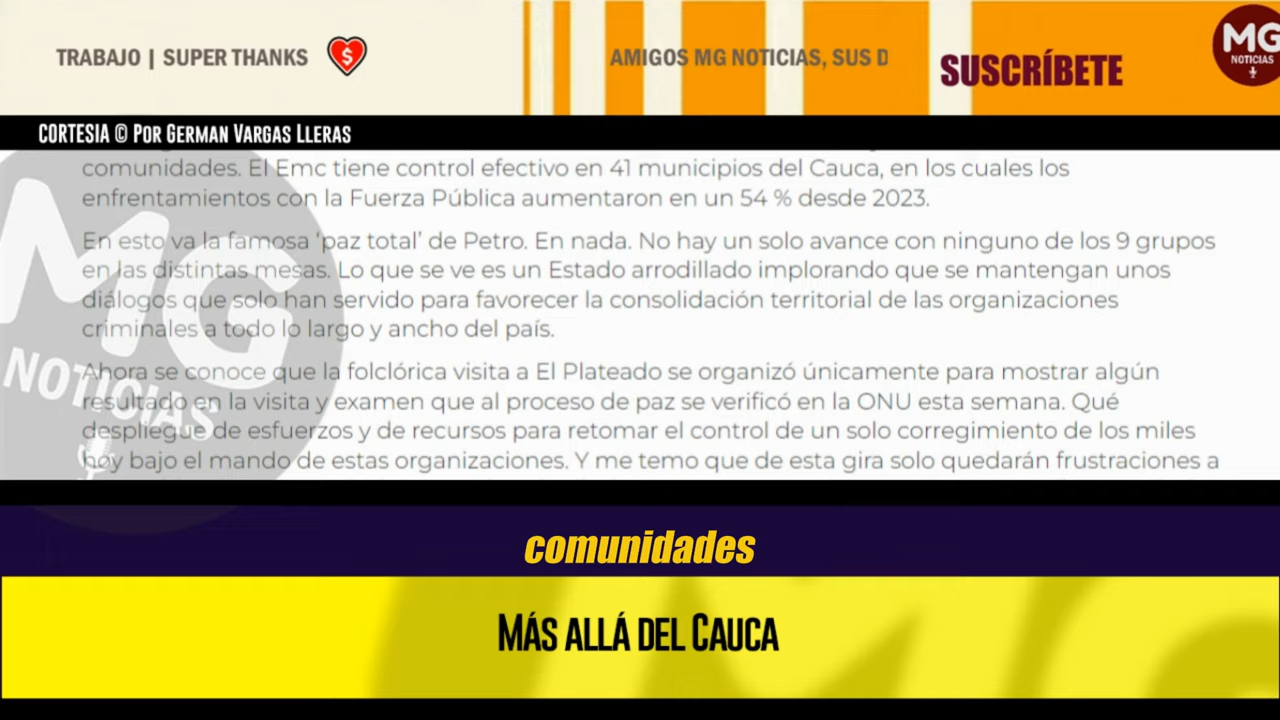 TRABAJO | SUPER THANKS
AMIGOS MG NOTICIAS, SUS D
SUSCRÍBETE
MG
NOTICIAS
CORTESIA © POR GERMAN VARGAS LLERAS
comunidades. El Emc tiene control efectivo en 41 municipios del Cauca, en los cuales los
enfrentamientos con la Fuerza Pública aumentaron en un 54 % desde 2023.
En esto va la famosa 'paz total' de Petro. En nada. No hay un solo avance con ninguno de los 9 grupos
en las distintas mesas. Lo que se ve es un Estado arrodillado implorando que se mantengan unos
diálogos que solo han servido para favorecer la consolidación territorial de las organizaciones
criminales a todo lo largo y ancho del país.
Ahora se conoce que la folclórica visita a El Plateado se organizó únicamente para mostrar algún
resultado en la visita y examen que al proceso de paz se verificó en la ONU esta semana. Qué
despliegue de esfuerzos y de recursos para retomar el control de un solo corregimiento de los miles
hoy bajo el mando de estas organizaciones. Y me temo que de esta gira solo quedarán frustraciones a
MG
NOTICIAS
comunidades
MÁS ALLÁ DEL CAUCA